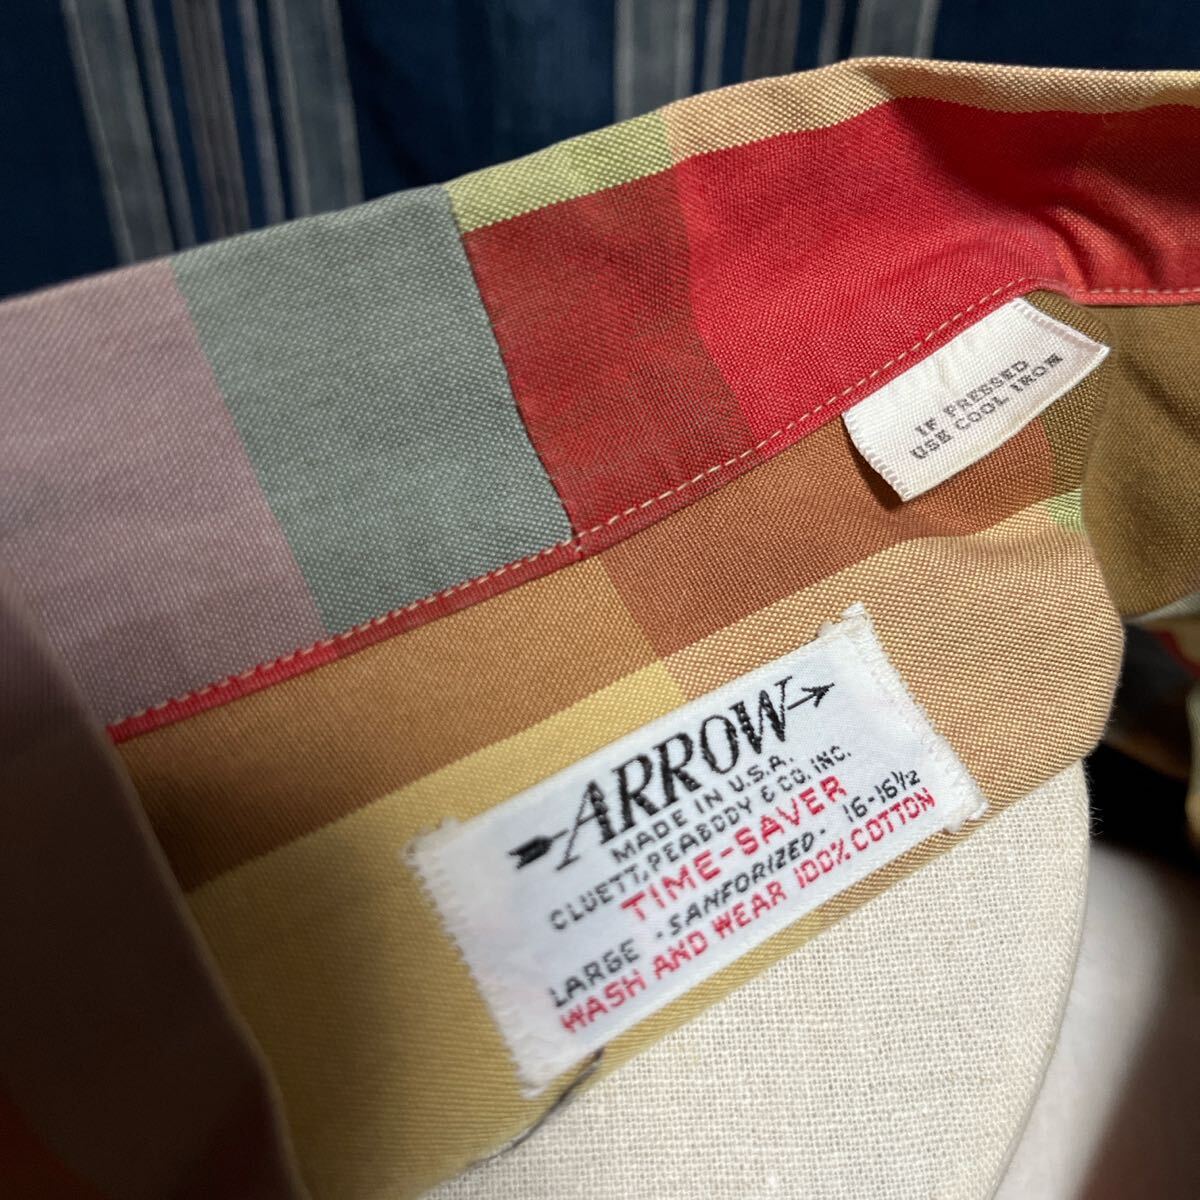 IF PRESSED
USE COOL IRON
ARROW
MADE IN U.S.A.
CLUETT, PEABODY & CO. INC.
TIME-SAVER
LARGE · SANFORIZED · 16-16½
WASH AND WEAR 100% COTTON